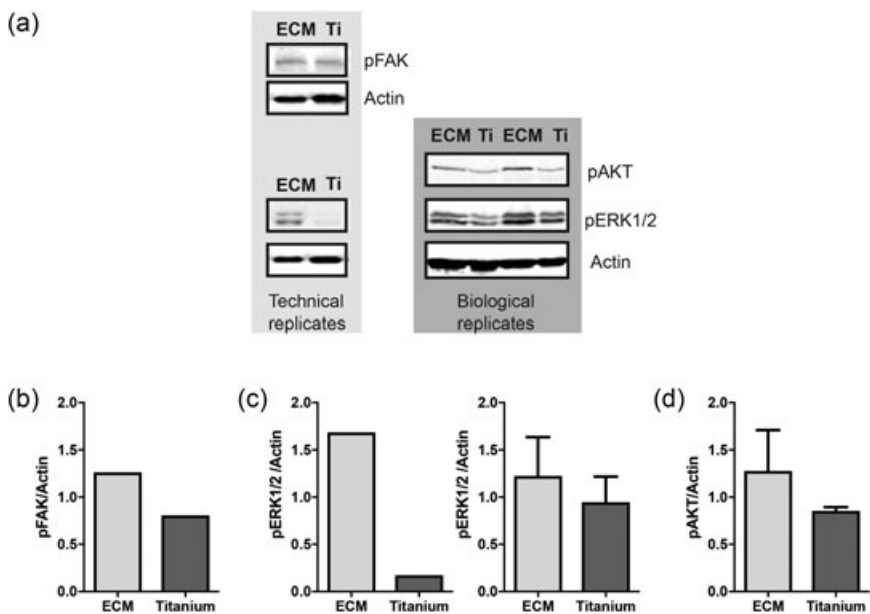 (a)
ECM Ti
pFAK
Actin
ECM Ti
Technical
replicates
ECM Ti ECM Ti
pAKT
pERK1/2
Actin
Biological
replicates
(b)
2.0
1.5
1.0
0.5
0.0
pFAK/Actin
ECM Titanium
(c)
2.0
1.5
1.0
0.5
0.0
pERK1/2 /Actin
ECM Titanium
2.0
1.5
1.0
0.5
0.0
pERK1/2 /Actin
ECM Titanium
(d)
2.0
1.5
1.0
0.5
0.0
pAKT/Actin
ECM Titanium